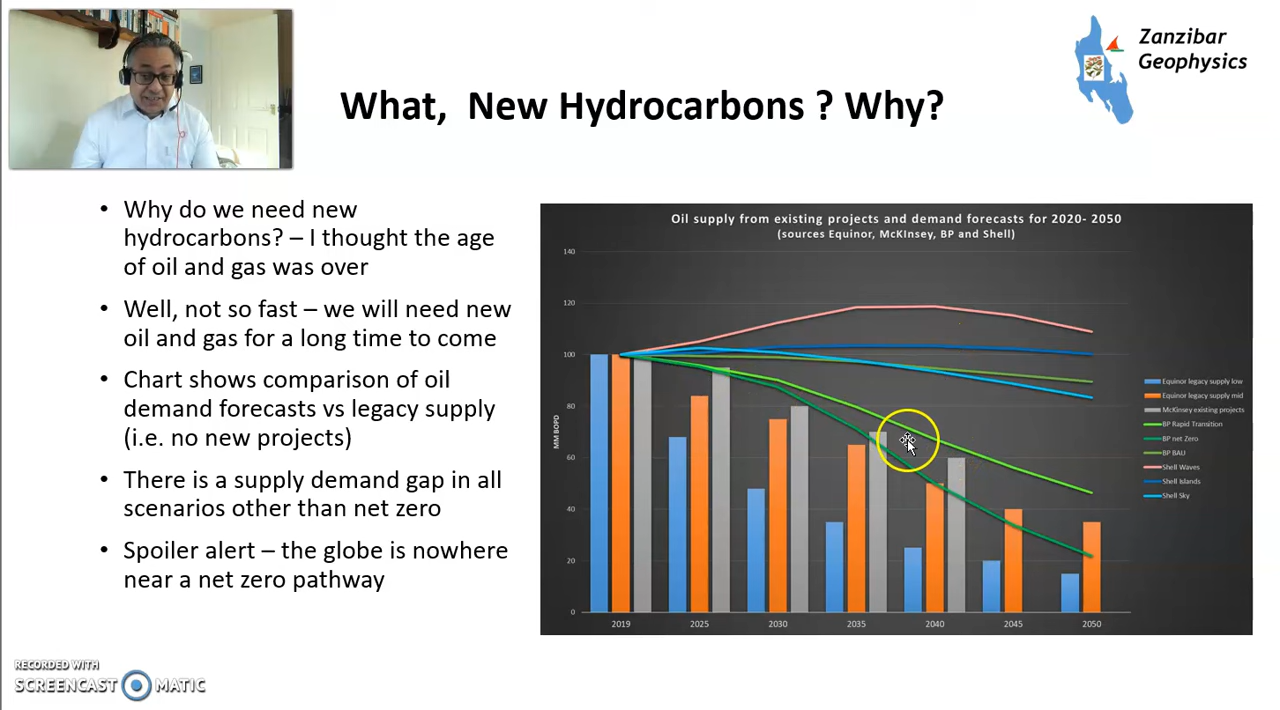 Zanzibar
Geophysics
What, New Hydrocarbons ? Why?
• Why do we need new
hydrocarbons? – I thought the age
of oil and gas was over
• Well, not so fast – we will need new
oil and gas for a long time to come
• Chart shows comparison of oil
demand forecasts vs legacy supply
(i.e. no new projects)
• There is a supply demand gap in all
scenarios other than net zero
• Spoiler alert – the globe is nowhere
near a net zero pathway
Oil supply from existing projects and demand forecasts for 2020- 2050
(sources Equinor, McKInsey, BP and Shell)
140
120
100
80
60
40
20
0
MM BOPD
2019 2025 2030 2035 2040 2045 2050
Equinor legacy supply low
Equinor legacy supply mid
McKinsey existing projects
BP Rapid Transition
BP net Zero
BP BAU
Shell Waves
Shell Islands
Shell Sky
RECORDED WITH
SCREENCAST MATIC